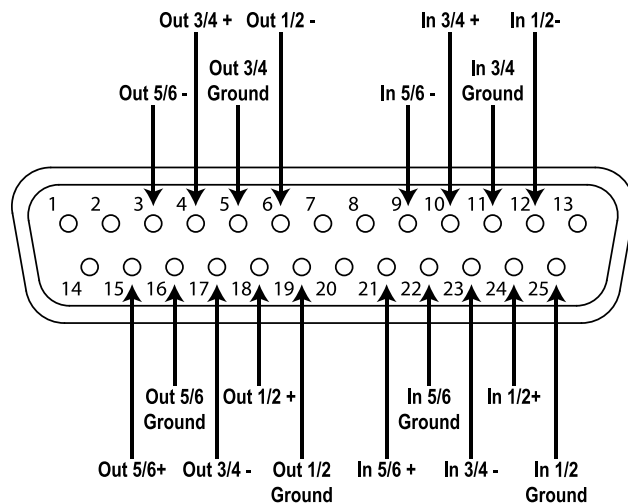 Out 3/4 + Out 1/2 - In 3/4 + In 1/2-
Out 3/4 In 3/4
Out 5/6 - Ground In 5/6 - Ground
1 2 3 4 5 6 7 8 9 10 11 12 13
14 15 16 17 18 19 20 21 22 23 24 25
Out 5/6 Out 1/2 + In 5/6 In 1/2+
Ground Ground
Out 5/6+ Out 3/4 - Out 1/2 In 5/6 + In 3/4 - In 1/2
Ground Ground